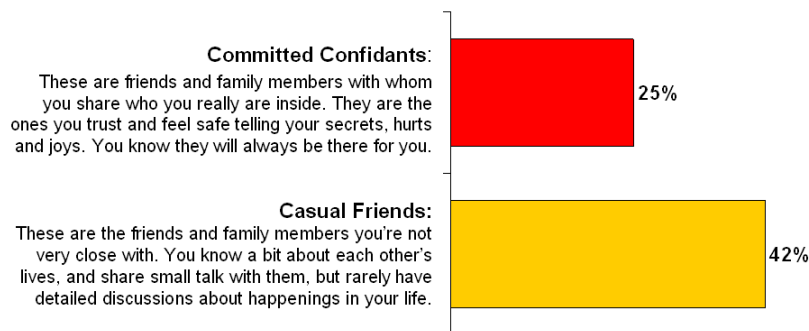 Committed Confidants:
These are friends and family members with whom
you share who you really are inside. They are the
ones you trust and feel safe telling your secrets, hurts
and joys. You know they will always be there for you.
25%
Casual Friends:
These are the friends and family members you're not
very close with. You know a bit about each other's
lives, and share small talk with them, but rarely have
detailed discussions about happenings in your life.
42%